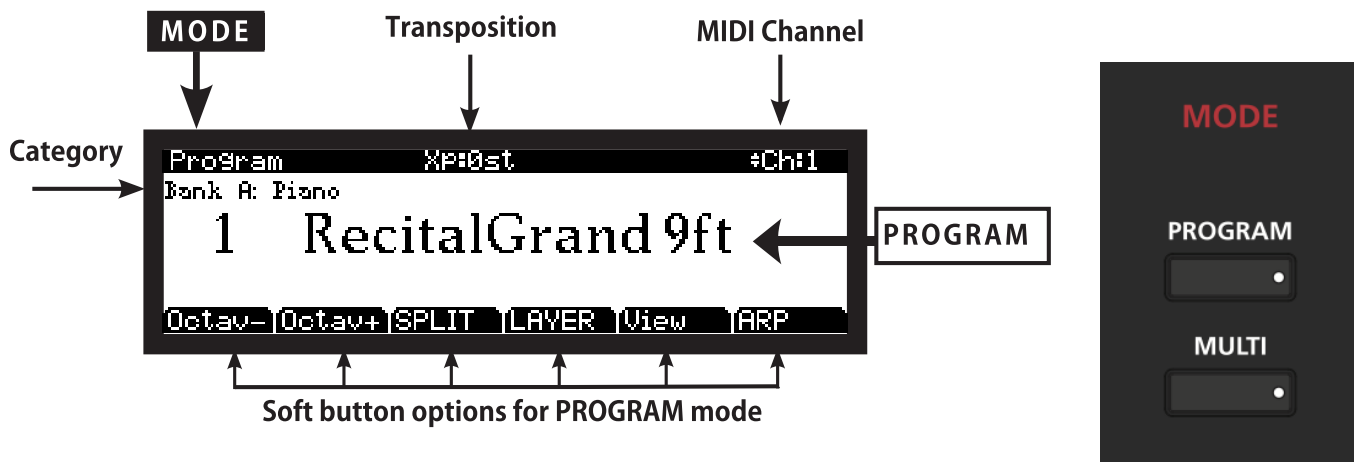 MODE
Transposition
MIDI Channel
Category
Program Xp:0st Ch:1
Bank A: Piano
1 RecitalGrand 9ft
PROGRAM
Octav- Octav+ SPLIT LAYER View ARP
Soft button options for PROGRAM mode
MODE
PROGRAM
MULTI